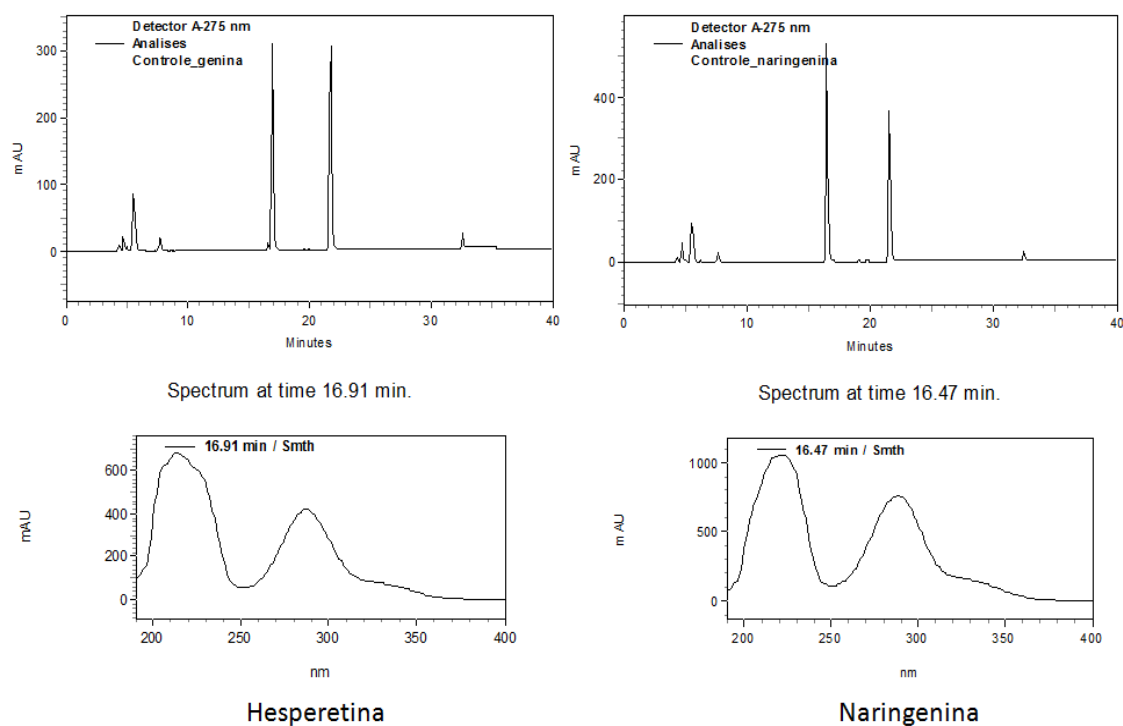 Detector A-275 nm
Analises
Controle_genina
300
200
100
0
mAU
0 10 20 30 40
Minutes
Spectrum at time 16.91 min.
16.91 min / Smth
600
400
200
0
mAU
200 250 300 350 400
nm
Hesperetina
Detector A-275 nm
Analises
Controle_naringenina
400
200
0
mAU
0 10 20 30 40
Minutes
Spectrum at time 16.47 min.
16.47 min / Smth
1000
500
0
mAU
200 250 300 350 400
nm
Naringenina